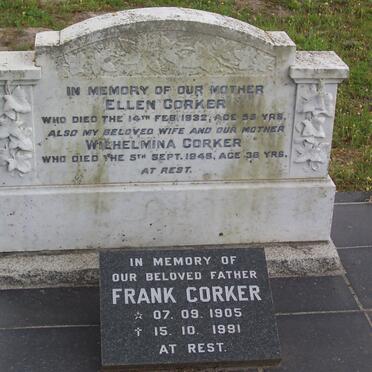 IN MEMORY OF OUR MOTHER
ELLEN CORKER
WHO DIED THE 14TH FEB. 1932, AGE 59 YRS.
ALSO MY BELOVED WIFE AND OUR MOTHER
WILHELMINA CORKER
WHO DIED THE 5TH SEPT. 1948, AGE 38 YRS.
AT REST.
IN MEMORY OF
OUR BELOVED FATHER
FRANK CORKER
☆ 07. 09. 1905
✝ 15. 10. 1991
AT REST.